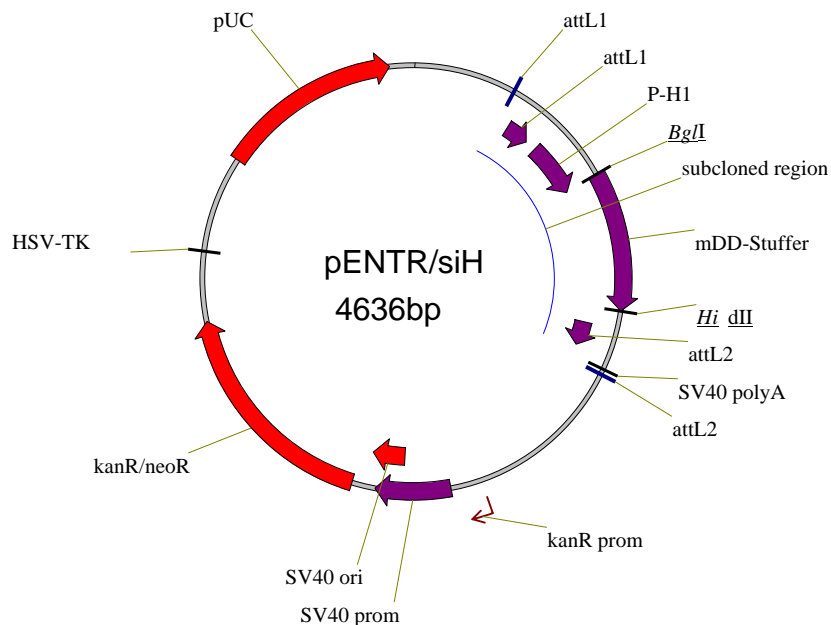 pUC
attL1
attL1
P-H1
BglI
subcloned region
HSV-TK
mDD-Stuffer
pENTR/siH
4636bp
Hi dII
attL2
SV40 polyA
attL2
kanR/neoR
kanR prom
SV40 ori
SV40 prom